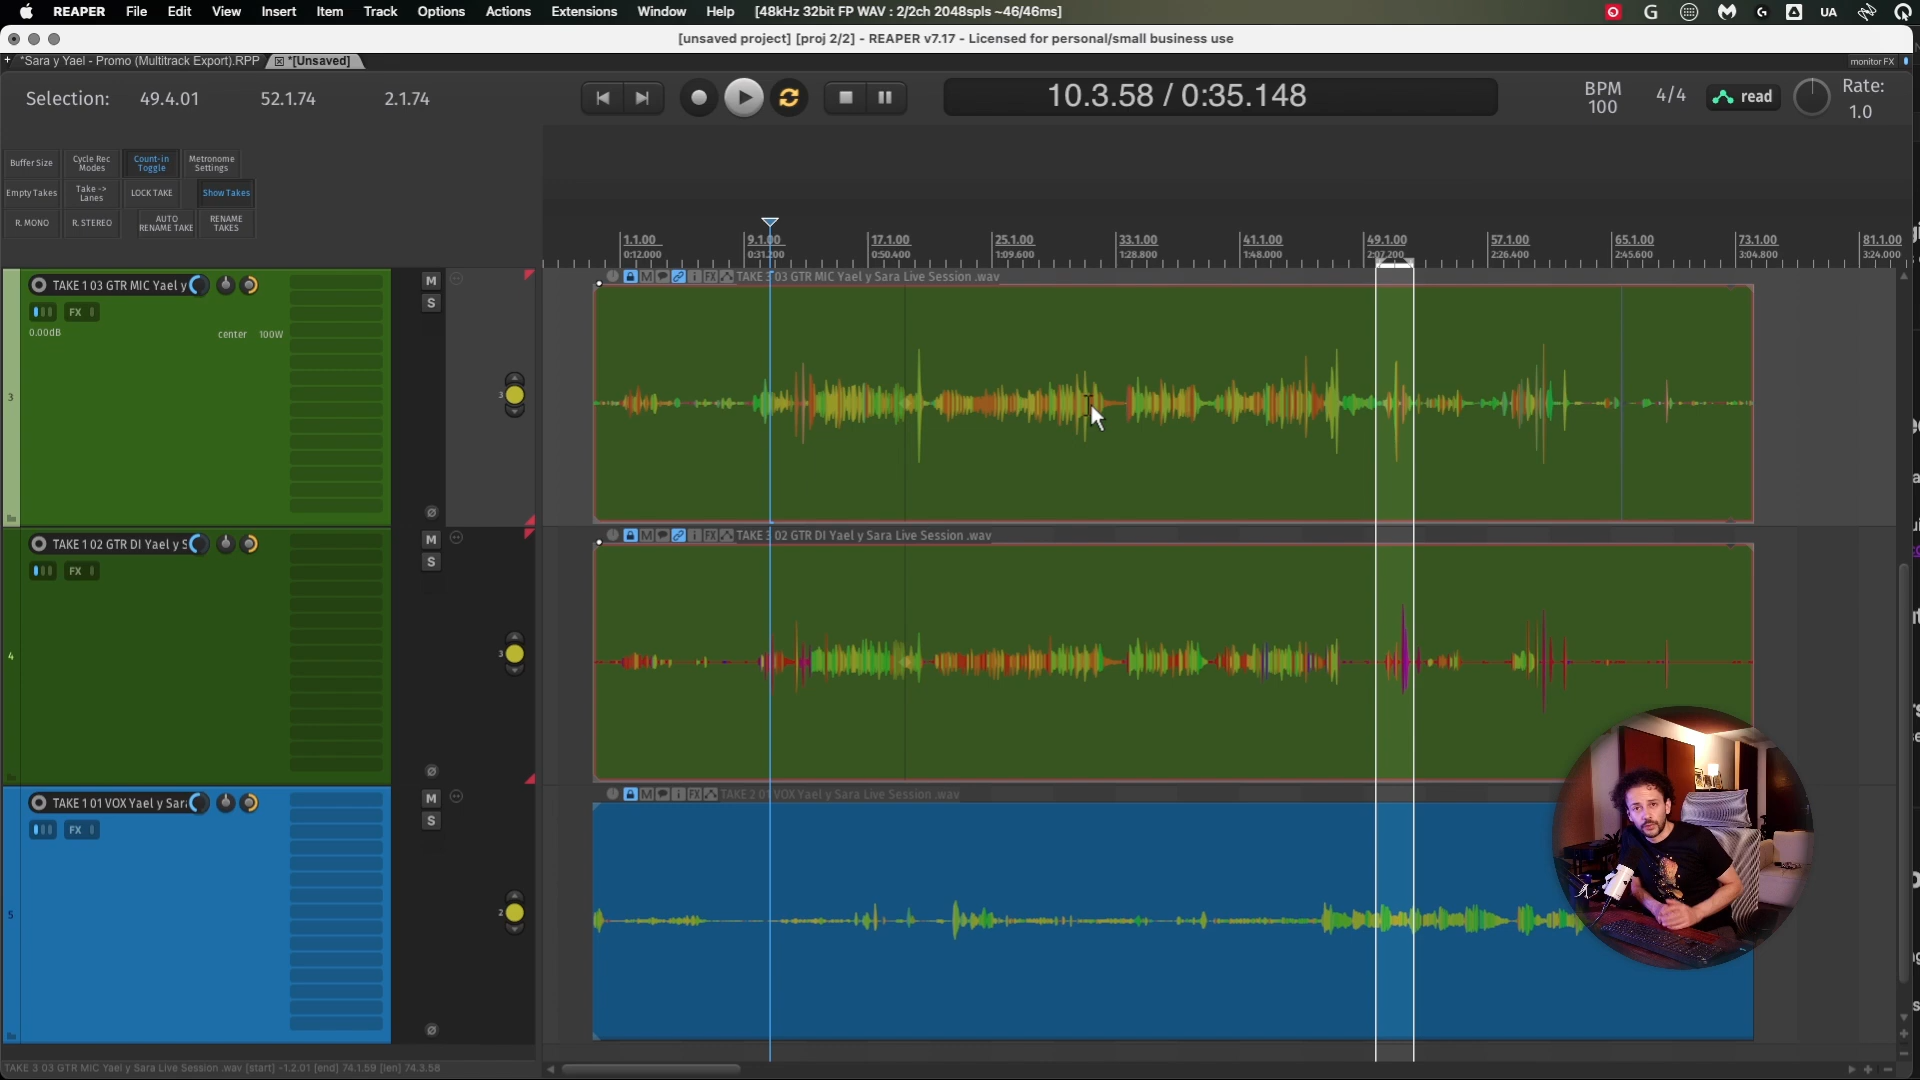 REAPER File Edit View Insert Item Track Options Actions Extensions Window Help [48kHz 32bit FP WAV : 2/2ch 2048spls ~46/46ms] UA
[unsaved project] [proj 2/2] - REAPER v7.17 - Licensed for personal/small business use
+ *Sara y Yael - Promo (Multitrack Export).RPP *[Unsaved] monitor FX
Selection: 49.4.01 52.1.74 2.1.74 10.3.58 / 0:35.148 BPM 100 4/4 read Rate: 1.0
Buffer Size Cycle Rec Modes Count-in Toggle Metronome Settings
Empty Takes Take -> Lanes LOCK TAKE Show Takes
R. MONO R. STEREO AUTO RENAME TAKE RENAME TAKES
1.1.00 9.1.00 17.1.00 25.1.00 33.1.00 41.1.00 49.1.00 57.1.00 65.1.00 73.1.00 81.1.00
0:12.000 0:31.200 0:50.400 1:09.600 1:28.800 1:48.000 2:07.200 2:26.400 2:45.600 3:04.800 3:24.000
TAKE 3 03 GTR MIC Yael y Sara Live Session .wav
TAKE 1 03 GTR MIC Yael y M
S
FX
0.00dB center 100W
3 3
TAKE 3 02 GTR DI Yael y Sara Live Session .wav
TAKE 1 02 GTR DI Yael y S M
S
FX
4 3
TAKE 2 01 VOX Yael y Sara Live Session .wav
TAKE 1 01 VOX Yael y Sar M
S
FX
5 2
TAKE 3 03 GTR MIC Yael y Sara Live Session .wav [start] -1.2.01 [end] 74.1.59 [len] 74.3.58